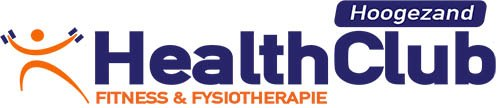 Hoogezand
HealthClub
FITNESS & FYSIOTHERAPIE